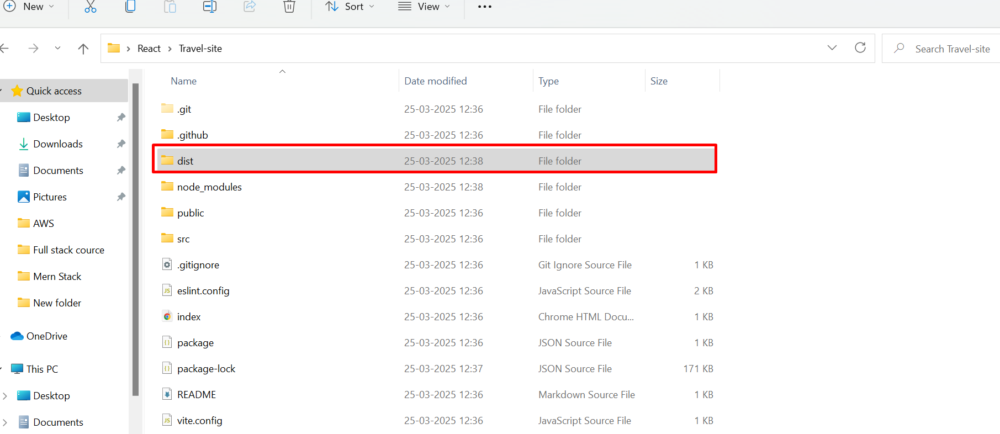 New Sort View
React Travel-site Search Travel-site
Name Date modified Type Size
Quick access
Desktop
Downloads
Documents
Pictures
AWS
Full stack cource
Mern Stack
New folder
OneDrive
This PC
Desktop
Documents
.git 25-03-2025 12:36 File folder
.github 25-03-2025 12:36 File folder
dist 25-03-2025 12:38 File folder
node_modules 25-03-2025 12:38 File folder
public 25-03-2025 12:36 File folder
src 25-03-2025 12:36 File folder
.gitignore 25-03-2025 12:36 Git Ignore Source File 1 KB
eslint.config 25-03-2025 12:36 JavaScript Source File 2 KB
index 25-03-2025 12:36 Chrome HTML Docu... 1 KB
package 25-03-2025 12:36 JSON Source File 1 KB
package-lock 25-03-2025 12:37 JSON Source File 171 KB
README 25-03-2025 12:36 Markdown Source File 1 KB
vite.config 25-03-2025 12:36 JavaScript Source File 1 KB